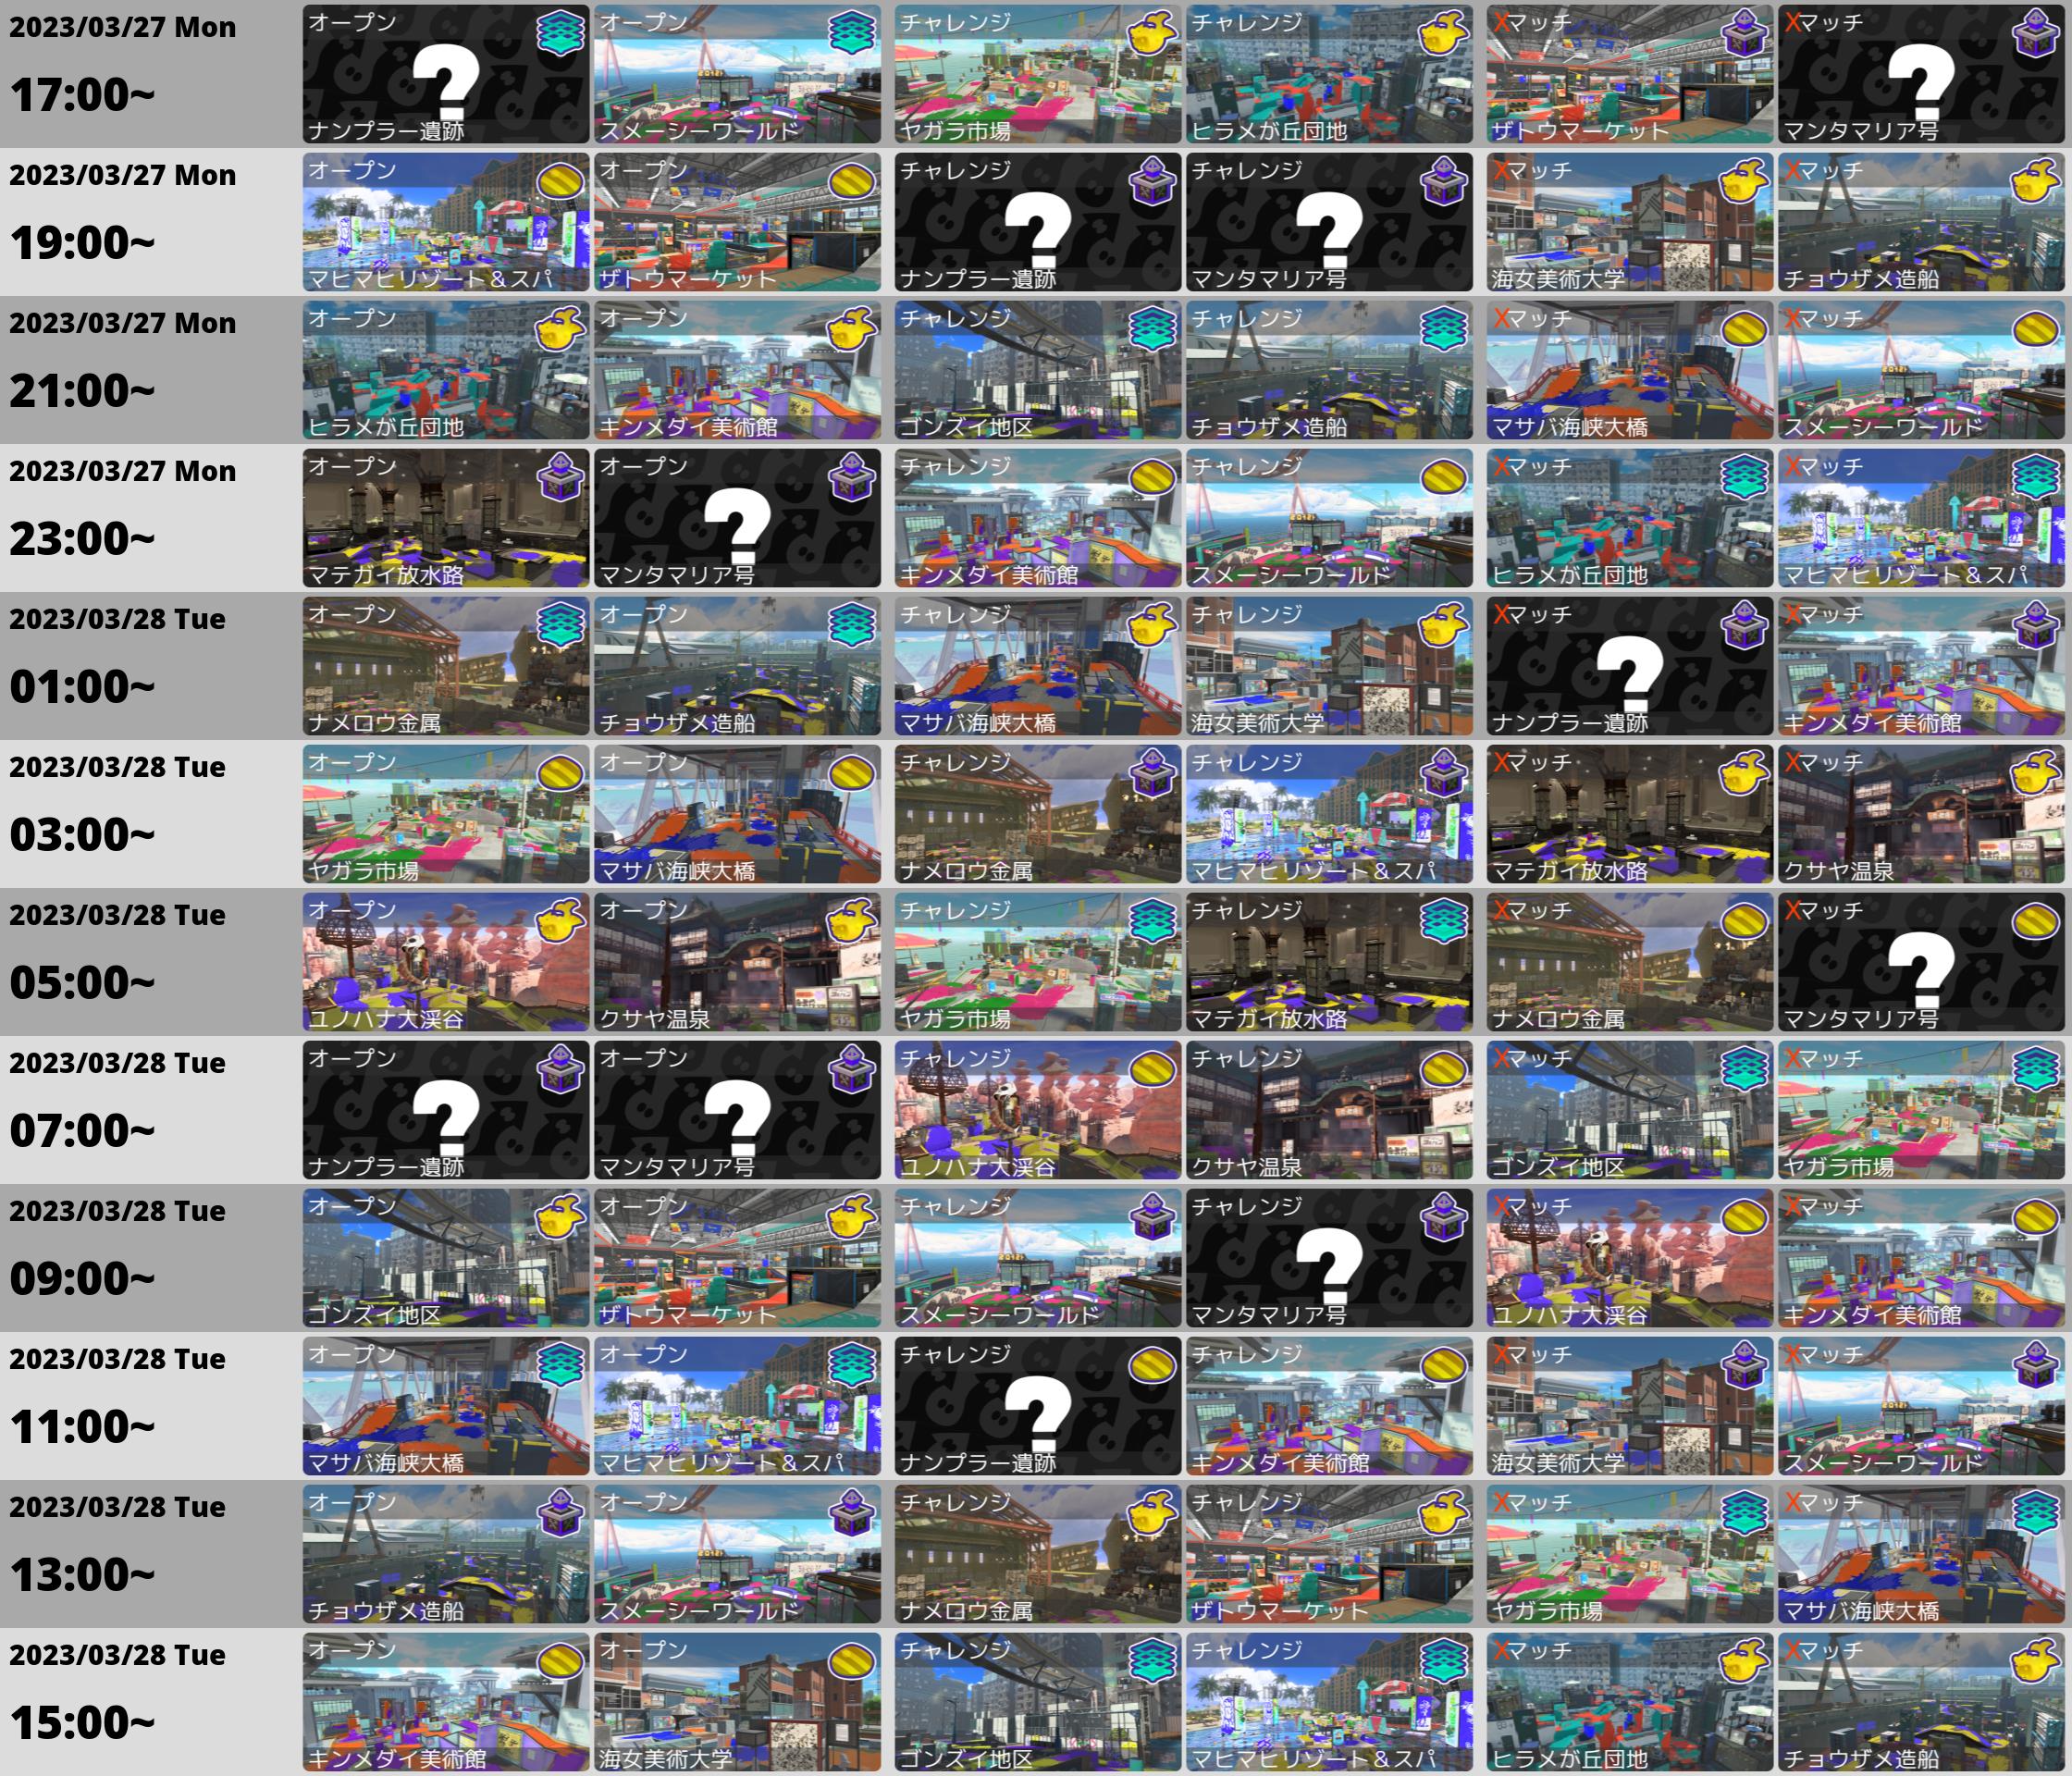 2023/03/27 Mon
17:00~
オープン
ナンプラー遺跡
オープン
スメーシーワールド
チャレンジ
ヤガラ市場
チャレンジ
ヒラメが丘団地
Xマッチ
ザトウマーケット
Xマッチ
マンタマリア号
2023/03/27 Mon
19:00~
オープン
マヒマヒリゾート＆スパ
オープン
ザトウマーケット
チャレンジ
ナンプラー遺跡
チャレンジ
マンタマリア号
Xマッチ
海女美術大学
Xマッチ
チョウザメ造船
2023/03/27 Mon
21:00~
オープン
ヒラメが丘団地
オープン
キンメダイ美術館
チャレンジ
ゴンズイ地区
チャレンジ
チョウザメ造船
Xマッチ
マサバ海峡大橋
Xマッチ
スメーシーワールド
2023/03/27 Mon
23:00~
オープン
マテガイ放水路
オープン
マンタマリア号
チャレンジ
キンメダイ美術館
チャレンジ
スメーシーワールド
Xマッチ
ヒラメが丘団地
Xマッチ
マヒマヒリゾート＆スパ
2023/03/28 Tue
01:00~
オープン
ナメロウ金属
オープン
チョウザメ造船
チャレンジ
マサバ海峡大橋
チャレンジ
海女美術大学
Xマッチ
ナンプラー遺跡
Xマッチ
キンメダイ美術館
2023/03/28 Tue
03:00~
オープン
ヤガラ市場
オープン
マサバ海峡大橋
チャレンジ
ナメロウ金属
チャレンジ
マヒマヒリゾート＆スパ
Xマッチ
マテガイ放水路
Xマッチ
クサヤ温泉
2023/03/28 Tue
05:00~
オープン
ユノハナ大渓谷
オープン
クサヤ温泉
チャレンジ
ヤガラ市場
チャレンジ
マテガイ放水路
Xマッチ
ナメロウ金属
Xマッチ
マンタマリア号
2023/03/28 Tue
07:00~
オープン
ナンプラー遺跡
オープン
マンタマリア号
チャレンジ
ユノハナ大渓谷
チャレンジ
クサヤ温泉
Xマッチ
ゴンズイ地区
Xマッチ
ヤガラ市場
2023/03/28 Tue
09:00~
オープン
ゴンズイ地区
オープン
ザトウマーケット
チャレンジ
スメーシーワールド
チャレンジ
マンタマリア号
Xマッチ
ユノハナ大渓谷
Xマッチ
キンメダイ美術館
2023/03/28 Tue
11:00~
オープン
マサバ海峡大橋
オープン
マヒマヒリゾート＆スパ
チャレンジ
ナンプラー遺跡
チャレンジ
キンメダイ美術館
Xマッチ
海女美術大学
Xマッチ
スメーシーワールド
2023/03/28 Tue
13:00~
オープン
チョウザメ造船
オープン
スメーシーワールド
チャレンジ
ナメロウ金属
チャレンジ
ザトウマーケット
Xマッチ
ヤガラ市場
Xマッチ
マサバ海峡大橋
2023/03/28 Tue
15:00~
オープン
キンメダイ美術館
オープン
海女美術大学
チャレンジ
ゴンズイ地区
チャレンジ
マヒマヒリゾート＆スパ
Xマッチ
ヒラメが丘団地
Xマッチ
チョウザメ造船